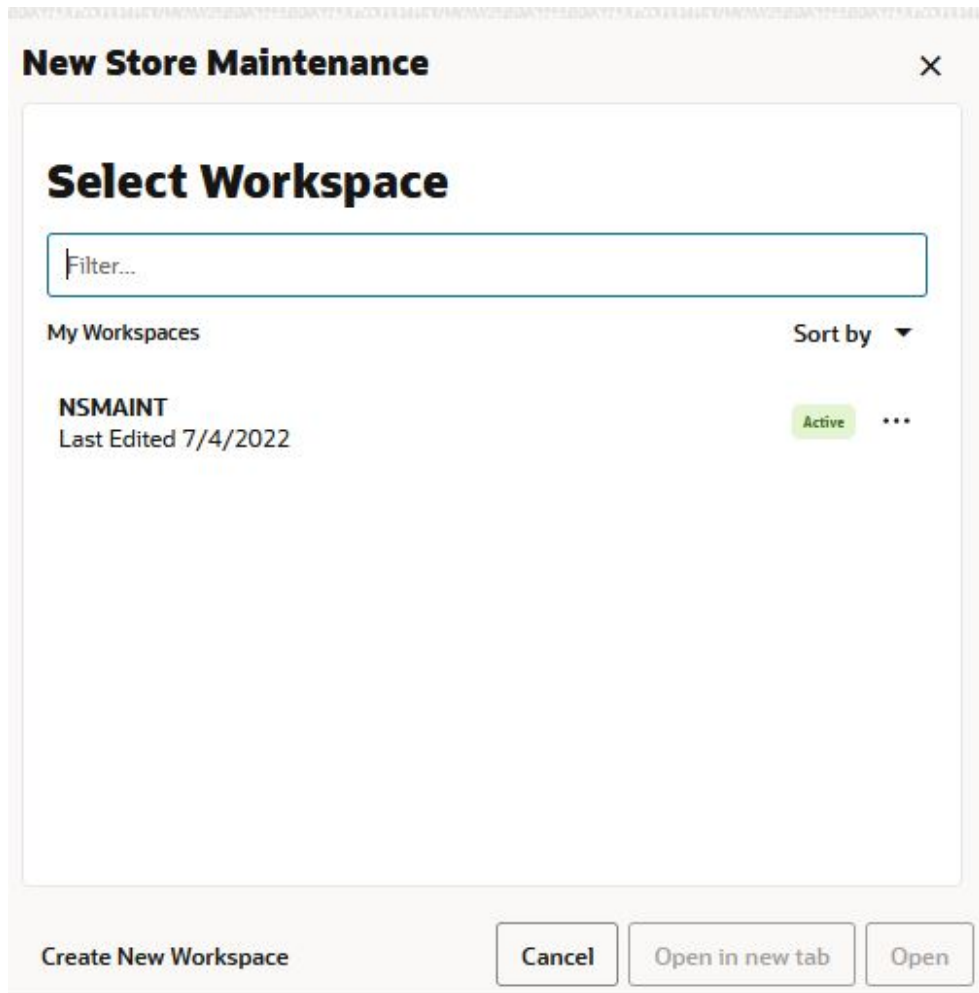 New Store Maintenance
Select Workspace
Filter...
My Workspaces Sort by
NSMAINT
Last Edited 7/4/2022
Active
Create New Workspace Cancel Open in new tab Open